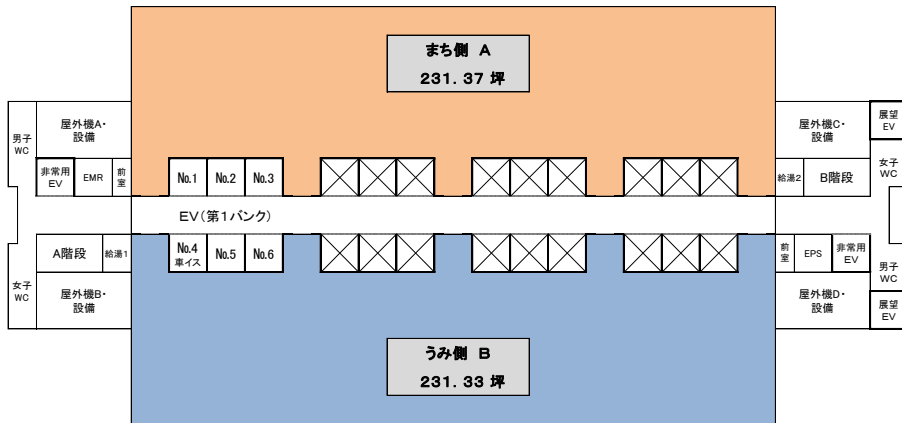 まち側 A
231.37 坪
男子
WC
屋外機A・
設備
屋外機C・
設備
展望
EV
非常用
EV
EMR
前
室
No.1
No.2
No.3
給湯2
B階段
女子
WC
EV(第1バンク)
A階段
給湯1
No.4
車イス
No.5
No.6
前
室
EPS
非常用
EV
男子
WC
女子
WC
屋外機B・
設備
屋外機D・
設備
展望
EV
うみ側 B
231.33 坪